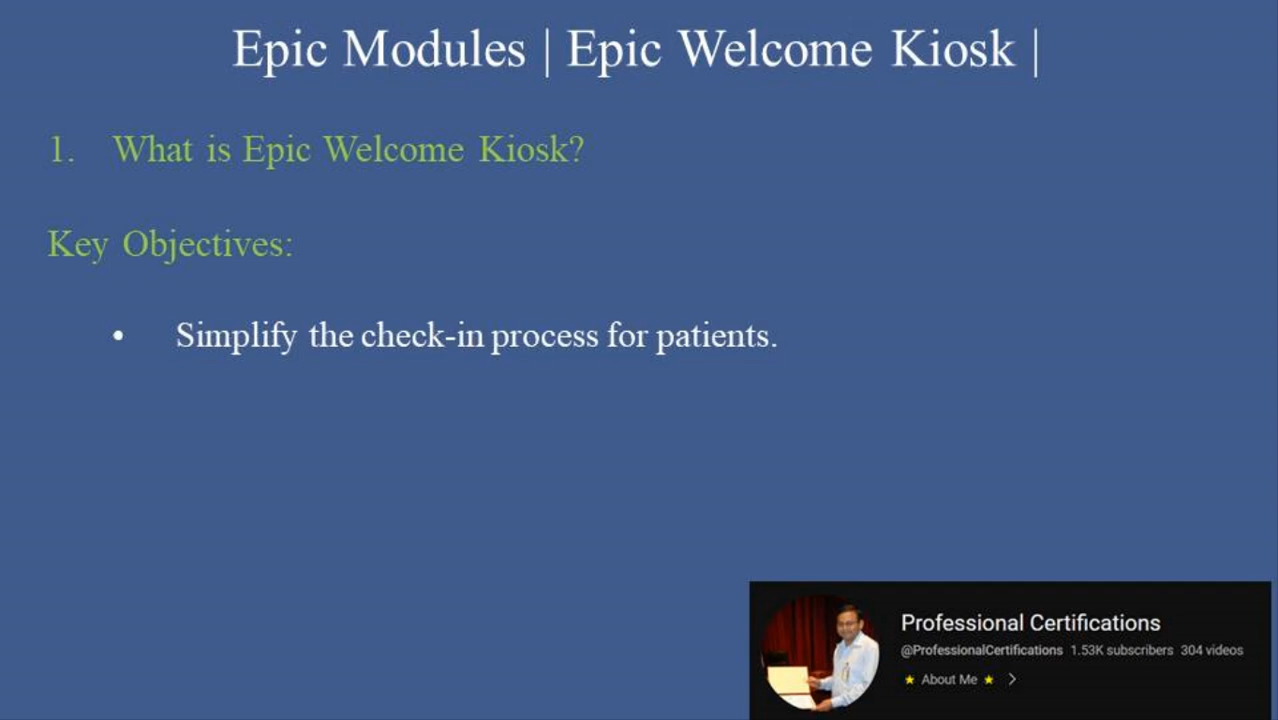 Epic Modules | Epic Welcome Kiosk |
1. What is Epic Welcome Kiosk?
Key Objectives:
• Simplify the check-in process for patients.
Professional Certifications
@ProfessionalCertifications 1.53K subscribers 304 videos
★ About Me ★ >